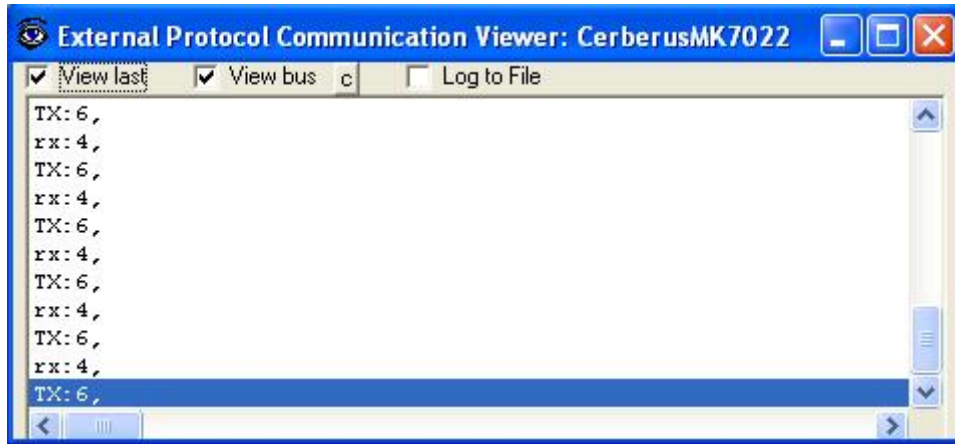 External Protocol Communication Viewer: CerberusMK7022
View last View bus c Log to File
TX:6,
rx:4,
TX:6,
rx:4,
TX:6,
rx:4,
TX:6,
rx:4,
TX:6,
rx:4,
TX:6,